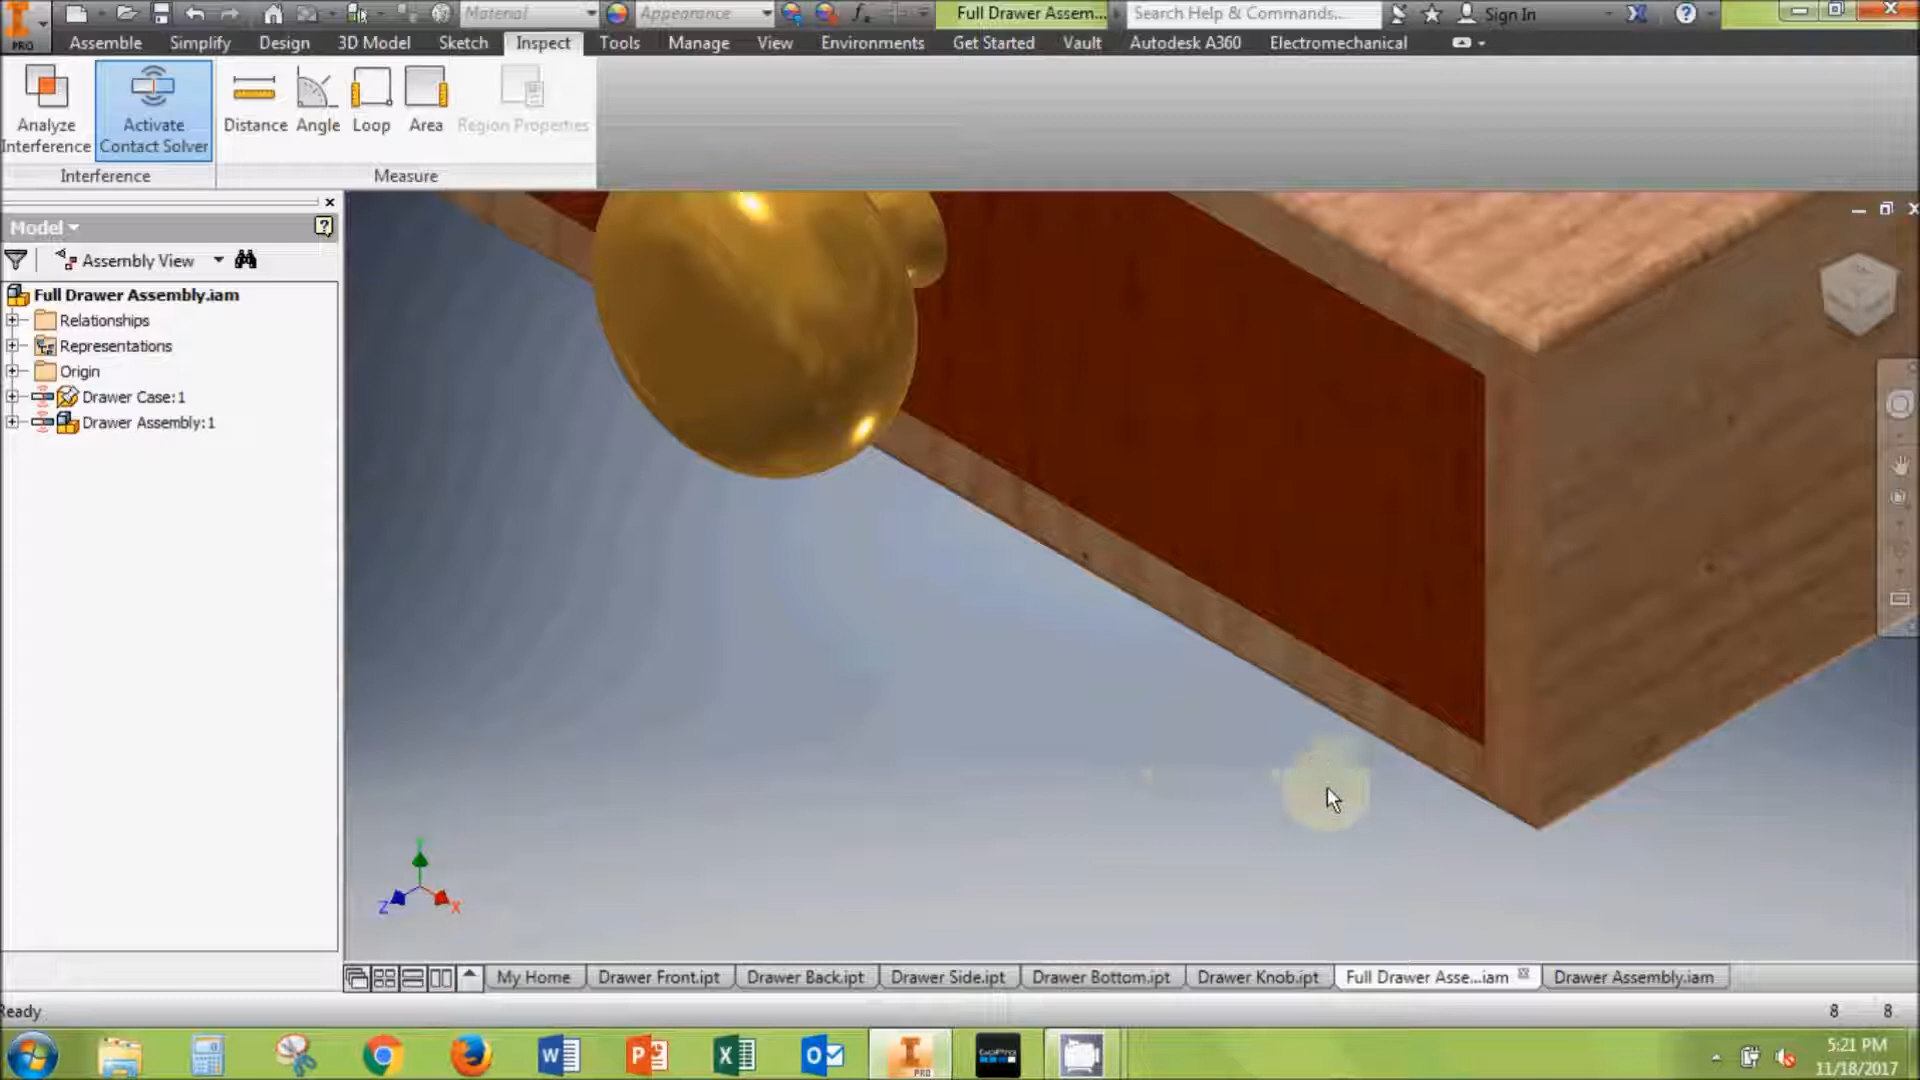 Material
Appearance
Full Drawer Assem...
Search Help & Commands...
Sign In
PRO
Assemble
Simplify
Design
3D Model
Sketch
Inspect
Tools
Manage
View
Environments
Get Started
Vault
Autodesk A360
Electromechanical
Analyze
Interference
Activate
Contact Solver
Distance
Angle
Loop
Area
Region Properties
Interference
Measure
Model
Assembly View
Full Drawer Assembly.iam
Relationships
Representations
Origin
Drawer Case:1
Drawer Assembly:1
Y
Z
X
My Home
Drawer Front.ipt
Drawer Back.ipt
Drawer Side.ipt
Drawer Bottom.ipt
Drawer Knob.ipt
Full Drawer Asse...iam
Drawer Assembly.iam
Ready
8
8
GoPro
PRO
5:21 PM
11/18/2017